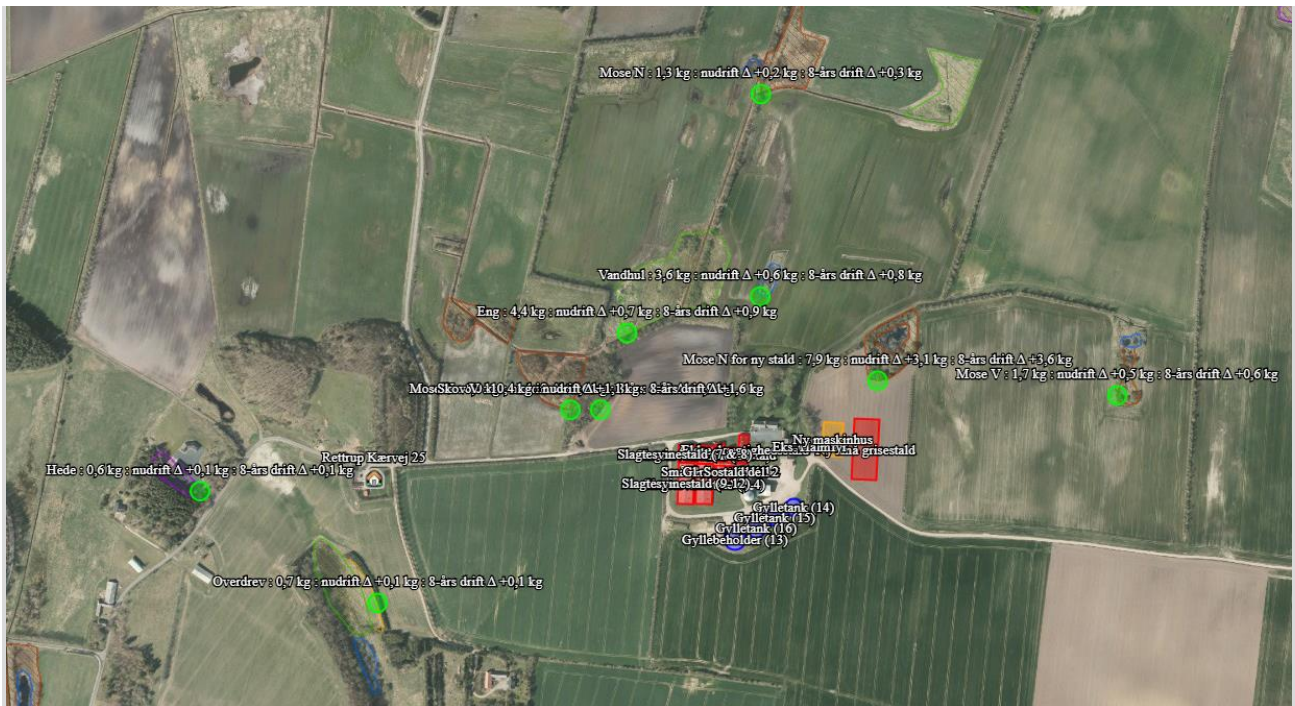 Mose N : 1,3 kg : nudrift Δ +0,2 kg : 8-års drift Δ +0,3 kg
Vandhul : 3,6 kg : nudrift Δ +0,6 kg : 8-års drift Δ +0,8 kg
Eng : 4,4 kg : nudrift Δ +0,7 kg : 8-års drift Δ +0,9 kg
Mose N for ny stald : 7,9 kg : nudrift Δ +3,1 kg : 8-års drift Δ +3,6 kg
Mose V : 1,7 kg : nudrift Δ +0,5 kg : 8-års drift Δ +0,6 kg
Ny maskinhus
Slagtesvinestald (7 & 8)
Rettrup Kærvej 25
Hede : 0,6 kg : nudrift Δ +0,1 kg : 8-års drift Δ +0,1 kg
Slagtesvinestald (9-12)
Gylletank (14)
Gylletank (15)
Gylletank (16)
Gyllebeholder (13)
Overdrev : 0,7 kg : nudrift Δ +0,1 kg : 8-års drift Δ +0,1 kg